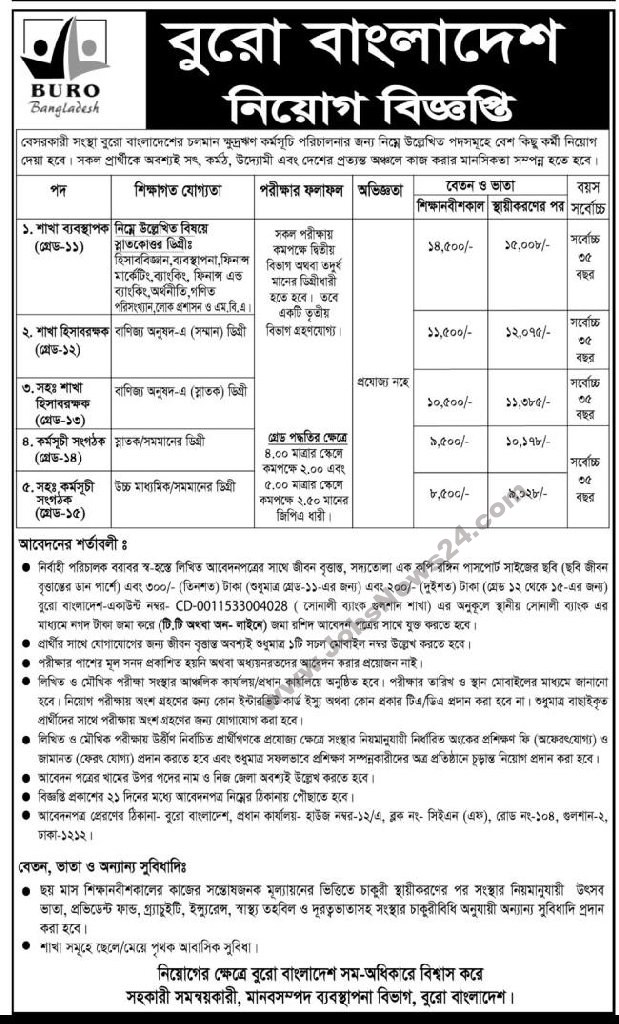 BURO
Bangladesh
বুরো বাংলাদেশ
নিয়োগ বিজ্ঞপ্তি
বেসরকারী সংস্থা বুরো বাংলাদেশের চলমান ক্ষুদ্রঋণ কর্মসূচি পরিচালনার জন্য নিম্নে উল্লেখিত পদসমূহে বেশ কিছু কর্মী নিয়োগ
দেয়া হবে। সকল প্রার্থীকে অবশ্যই সৎ, কর্মঠ, উদ্যোমী এবং দেশের প্রত্যন্ত অঞ্চলে কাজ করার মানসিকতা সম্পন্ন হতে হবে।
পদ শিক্ষাগত যোগ্যতা পরীক্ষার ফলাফল অভিজ্ঞতা বেতন ও ভাতা বয়স
শিক্ষানবীশকাল স্থায়ীকরণের পর সর্বোচ্চ
১. শাখা ব্যবস্থাপক
(গ্রেড-১১)
নিম্নে উল্লেখিত বিষয়ে
স্নাতকোত্তর ডিগ্রিঃ
হিসাববিজ্ঞান,ব্যবস্থাপনা,ফিনান্স
মার্কেটিং,ব্যাংকিং, ফিনান্স এন্ড
ব্যাংকিং,অর্থনীতি,গণিত
পরিসংখ্যান,লোক প্রশাসন ও এম.বি.এ।
সকল পরীক্ষায়
কমপক্ষে দ্বিতীয়
বিভাগ অথবা তদুর্ধ
মানের ডিগ্রীধারী
হতে হবে। তবে
একটি তৃতীয়
বিভাগ গ্রহণযোগ্য।
প্রযোজ্য নহে
১৪,৫০০/- ১৫,০০৮/-
সর্বোচ্চ
৩৫
বছর
২. শাখা হিসাবরক্ষক
(গ্রেড-১২)
বাণিজ্য অনুষদ-এ (সম্মান) ডিগ্রী
১১,৫০০/- ১২,০৭৫/-
সর্বোচ্চ
৩৫
বছর
৩. সহঃ শাখা
হিসাবরক্ষক
(গ্রেড-১৩)
বাণিজ্য অনুষদ-এ (স্নাতক) ডিগ্রী
১০,৫০০/- ১১,৩৮৫/-
সর্বোচ্চ
৩৫
বছর
৪. কর্মসূচী সংগঠক
(গ্রেড-১৪)
স্নাতক/সমমানের ডিগ্রী
গ্রেড পদ্ধতির ক্ষেত্রে
৪.০০ মাত্রার স্কেলে
কমপক্ষে ২.০০ এবং
৫.০০ মাত্রার স্কেলে
কমপক্ষে ২.৫০ মানের
জিপিএ ধারী।
৯,৫০০/- ১০,১৭৮/-
সর্বোচ্চ
৩৫
বছর
৫. সহঃ কর্মসূচী
সংগঠক
(গ্রেড-১৫)
উচ্চ মাধ্যমিক/সমমানের ডিগ্রী
৮,৫০০/- ৯,০২৮/-
আবেদনের শর্তাবলী ঃ
• নির্বাহী পরিচালক বরাবর স্ব-হস্তে লিখিত আবেদনপত্রের সাথে জীবন বৃত্তান্ত, সদ্যতোলা এক কপি রঙ্গিন পাসপোর্ট সাইজের ছবি (ছবি জীবন
বৃত্তান্তের ডান পার্শ্বে) এবং ৩০০/- (তিনশত) টাকা (শুধুমাত্র গ্রেড-১১-এর জন্য) এবং ২০০/- (দুইশত) টাকা (গ্রেড ১২ থেকে ১৫-এর জন্য)
বুরো বাংলাদেশ-একাউন্ট নম্বর- CD-0011533004028 ( সোনালী ব্যাংক গুলশান শাখা) এর অনুকূলে স্থানীয় সোনালী ব্যাংক এর
মাধ্যমে নগদ টাকা জমা করে (টি.টি অথবা অন- লাইনে) জমা রশিদ আবেদন পত্রের সাথে যুক্ত করতে হবে।
• প্রার্থীর সাথে যোগাযোগের জন্য জীবন বৃত্তান্ত অবশ্যই শুধুমাত্র ১টি সচল মোবাইল নম্বর উল্লেখ করতে হবে।
• পরীক্ষার পাশের মূল সনদ প্রকাশিত হয়নি অথবা অধ্যয়নরতদের আবেদন করার প্রয়োজন নাই।
• লিখিত ও মৌখিক পরীক্ষা সংস্থার আঞ্চলিক কার্যালয়/প্রধান কার্যালয়ে অনুষ্ঠিত হবে। পরীক্ষার তারিখ ও স্থান মোবাইলের মাধ্যমে জানানো
হবে। নিয়োগ পরীক্ষায় অংশ গ্রহণের জন্য কোন ইন্টারভিউ কার্ড ইস্যু অথবা কোন প্রকার টিএ/ডিএ প্রদান করা হবে না। শুধুমাত্র বাছাইকৃত
প্রার্থীদের সাথে পরীক্ষায় অংশ গ্রহণের জন্য যোগাযোগ করা হবে।
• লিখিত ও মৌখিক পরীক্ষায় উর্ত্তীণ নির্বাচিত প্রার্থীগণকে প্রযোজ্য ক্ষেত্রে সংস্থার নিয়মানুযায়ী নির্ধারিত অংকের প্রশিক্ষণ ফি (অফেরৎযোগ্য) ও
জামানত (ফেরৎ যোগ্য) প্রদান করতে হবে এবং শুধুমাত্র সফলভাবে প্রশিক্ষণ সম্পন্নকারীদের অত্র প্রতিষ্ঠানে চূড়ান্ত নিয়োগ প্রদান করা হবে।
• আবেদন পত্রের খামের উপর পদের নাম ও নিজ জেলা অবশ্যই উল্লেখ করতে হবে।
• বিজ্ঞপ্তি প্রকাশের ২১ দিনের মধ্যে আবেদনপত্র নিম্নের ঠিকানায় পৌছাতে হবে।
• আবেদনপত্র প্রেরণের ঠিকানা- বুরো বাংলাদেশ, প্রধান কার্যালয়- হাউজ নম্বর-১২/এ, ব্লক নং- সিইএন (এফ), রোড নং-১০৪, গুলশান-২,
ঢাকা-১২১২।
বেতন, ভাতা ও অন্যান্য সুবিধাদিঃ
• ছয় মাস শিক্ষানবীশকালের কাজের সন্তোষজনক মূল্যায়নের ভিত্তিতে চাকুরী স্থায়ীকরণের পর সংস্থার নিয়মানুযায়ী উৎসব
ভাতা, প্রভিডেন্ট ফান্ড, গ্র্যাচুইটি, ইন্স্যুরেন্স, স্বাস্থ্য তহবিল ও দূরত্বভাতাসহ সংস্থার চাকুরীবিধি অনুযায়ী অন্যান্য সুবিধাদি প্রদান
করা হবে।
• শাখা সমূহে ছেলে/মেয়ে পৃথক আবাসিক সুবিধা।
নিয়োগের ক্ষেত্রে বুরো বাংলাদেশ সম-অধিকারে বিশ্বাস করে
সহকারী সমন্বয়কারী, মানবসম্পদ ব্যবস্থাপনা বিভাগ, বুরো বাংলাদেশ।
www.JobsNews24.com